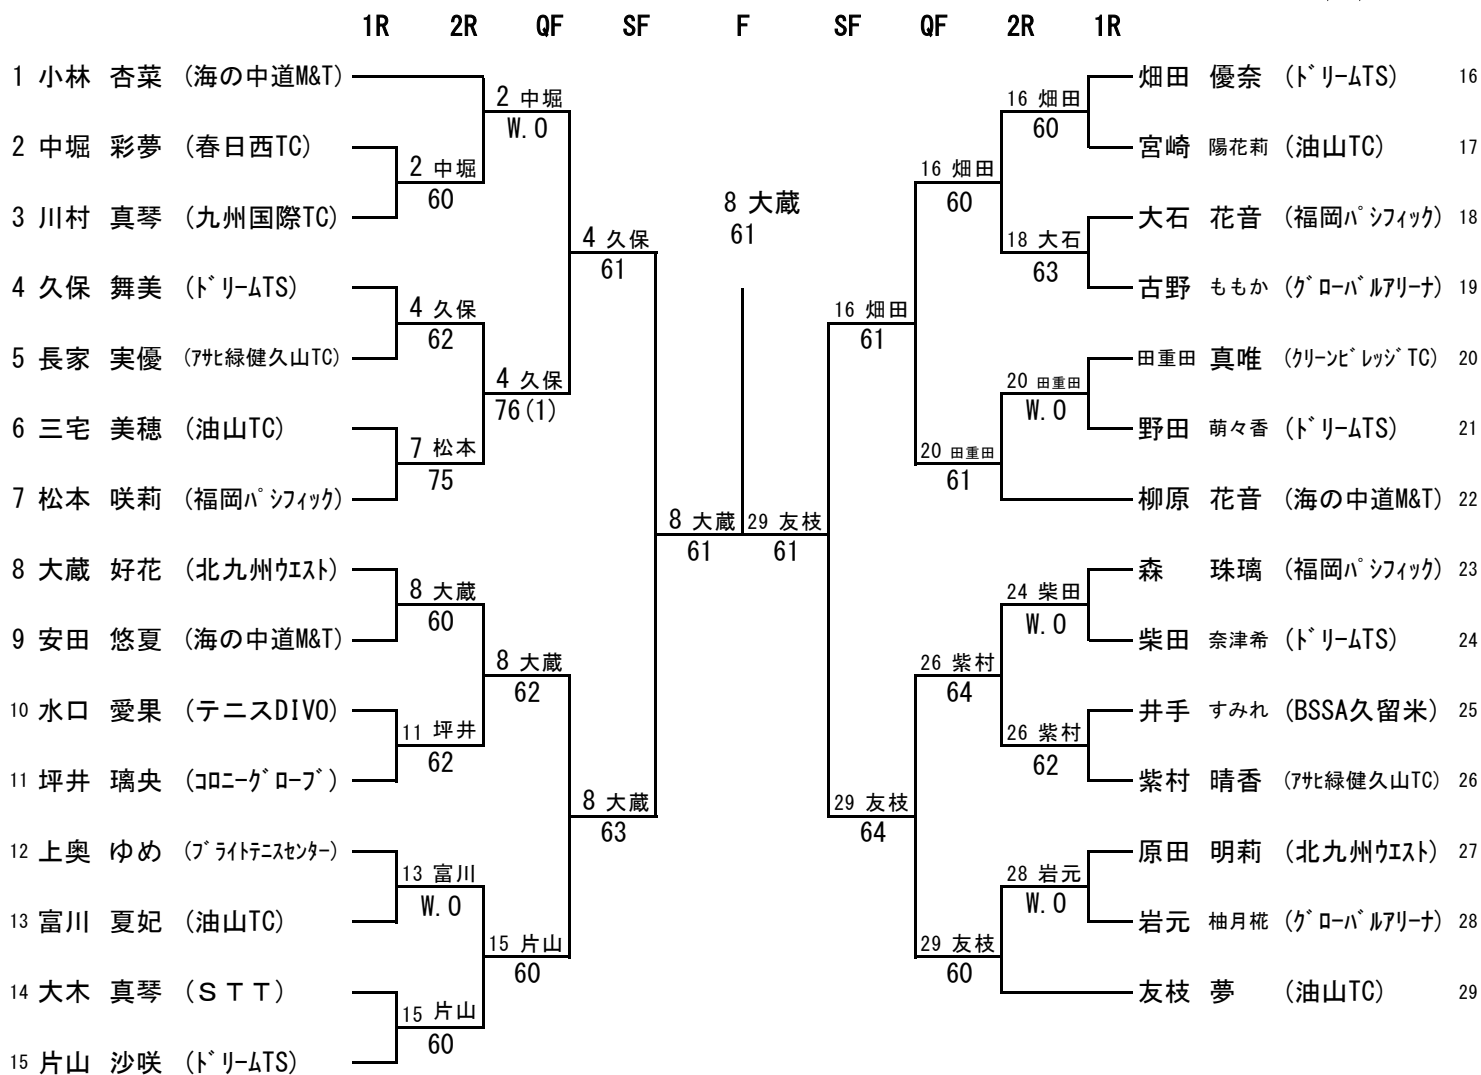 1R 2R QF SF F SF QF 2R 1R
1 小林 杏菜 (海の中道M&T)
2 中堀
W.O
2 中堀 彩夢 (春日西TC)
2 中堀
60
3 川村 真琴 (九州国際TC)
4 久保
61
4 久保 舞美 (ﾄﾞﾘｰﾑTS)
4 久保
62
5 長家 実優 (ｱｻﾋ緑健久山TC)
4 久保
76(1)
6 三宅 美穂 (油山TC)
7 松本
75
7 松本 咲莉 (福岡ﾊﾟｼﾌｨｯｸ)
8 大蔵
61
8 大蔵 好花 (北九州ｳｴｽﾄ)
8 大蔵
60
9 安田 悠夏 (海の中道M&T)
8 大蔵
62
10 水口 愛果 (テニスDIVO)
11 坪井
62
11 坪井 璃央 (ｺﾛﾆｰｸﾞﾛｰﾌﾞ)
8 大蔵
63
12 上奥 ゆめ (ﾌﾞﾗｲﾄﾃﾆｽｾﾝﾀｰ)
13 富川
W.O
13 富川 夏妃 (油山TC)
15 片山
60
14 大木 真琴 (ＳＴＴ)
15 片山
60
15 片山 沙咲 (ﾄﾞﾘｰﾑTS)
8 大蔵
61
畑田 優奈 (ﾄﾞﾘｰﾑTS) 16
16 畑田
60
宮崎 陽花莉 (油山TC) 17
16 畑田
60
大石 花音 (福岡ﾊﾟｼﾌｨｯｸ) 18
18 大石
63
古野 ももか (ｸﾞﾛｰﾊﾞﾙｱﾘｰﾅ) 19
16 畑田
61
田重田 真唯 (ｸﾘｰﾝﾋﾞﾚｯｼﾞTC) 20
20 田重田
W.O
野田 萌々香 (ﾄﾞﾘｰﾑTS) 21
20 田重田
61
柳原 花音 (海の中道M&T) 22
29 友枝
61
森 珠璃 (福岡ﾊﾟｼﾌｨｯｸ) 23
24 柴田
W.O
柴田 奈津希 (ﾄﾞﾘｰﾑTS) 24
26 紫村
64
井手 すみれ (BSSA久留米) 25
26 紫村
62
紫村 晴香 (ｱｻﾋ緑健久山TC) 26
29 友枝
64
原田 明莉 (北九州ｳｴｽﾄ) 27
28 岩元
W.O
岩元 柚月椛 (ｸﾞﾛｰﾊﾞﾙｱﾘｰﾅ) 28
29 友枝
60
友枝 夢 (油山TC) 29